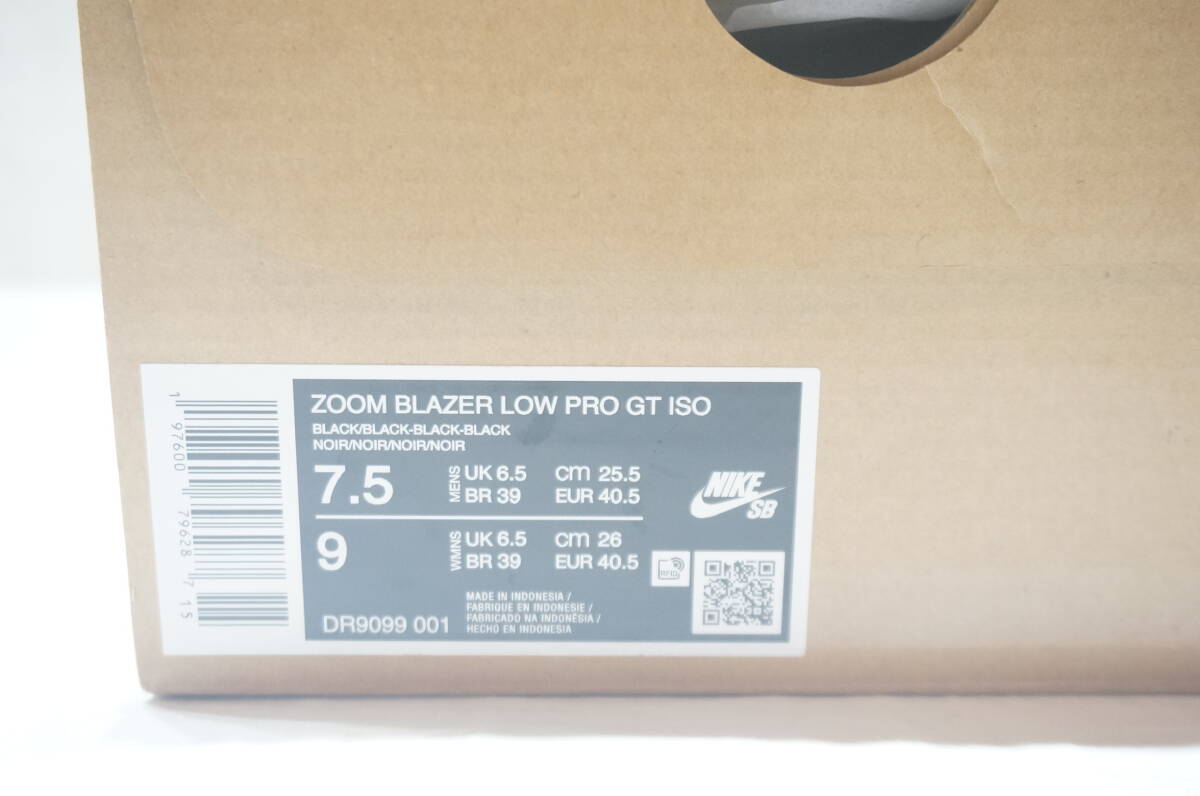 1 97600 79628 7 15
ZOOM BLAZER LOW PRO GT ISO
BLACK/BLACK-BLACK-BLACK
NOIR/NOIR/NOIR/NOIR
7.5 MENS UK 6.5 cm 25.5
BR 39 EUR 40.5
9 WMNS UK 6.5 cm 26
BR 39 EUR 40.5
NIKE
SB
RFID
DR9099 001
MADE IN INDONESIA /
FABRIQUE EN INDONESIE /
FABRICADO NA INDONÉSIA /
HECHO EN INDONESIA